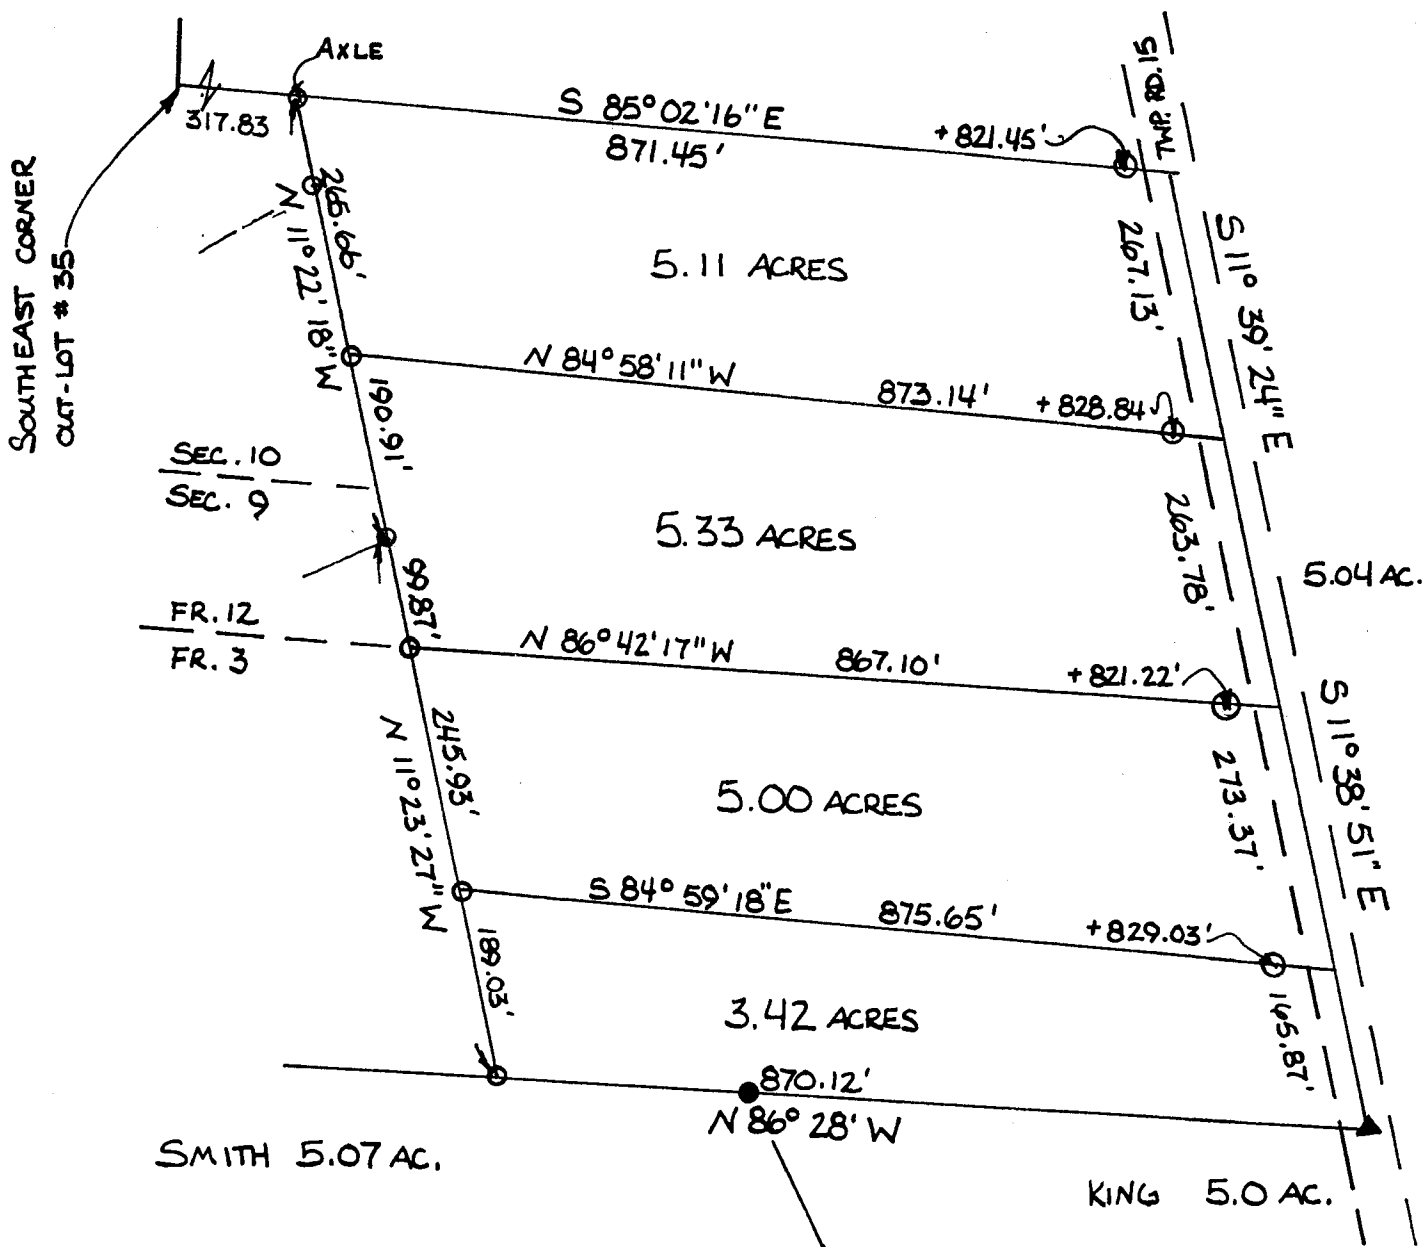 AXLE
317.83
S 85° 02' 16" E
871.45'
+821.45'
TWP. RD. 15
SOUTHEAST CORNER
OUT-LOT # 35
265.66'
N 11° 22' 18" W
5.11 ACRES
267.13'
S 11° 39' 24" E
N 84° 58' 11" W
873.14'
+828.84'
190.91'
SEC. 10
SEC. 9
5.33 ACRES
263.78'
5.04 AC.
99.87'
FR. 12
FR. 3
N 86° 42' 17" W
867.10'
+821.22'
245.93'
N 11° 23' 27" W
5.00 ACRES
273.37'
S 11° 38' 51" E
S 84° 59' 18" E
875.65'
+829.03'
189.03'
3.42 ACRES
165.87'
870.12'
N 86° 28' W
SMITH 5.07 AC.
KING 5.0 AC.